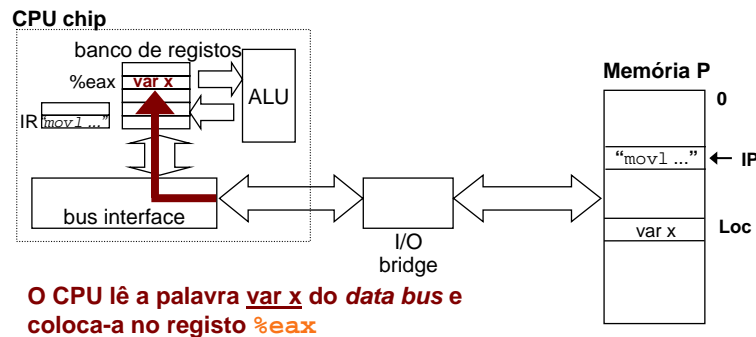 CPU chip
banco de registos
%eax
var x
ALU
IR
"movl ..."
bus interface
I/O
bridge
Memória P
0
"movl ..."
IP
var x
Loc
O CPU lê a palavra var x do data bus e
coloca-a no registo %eax